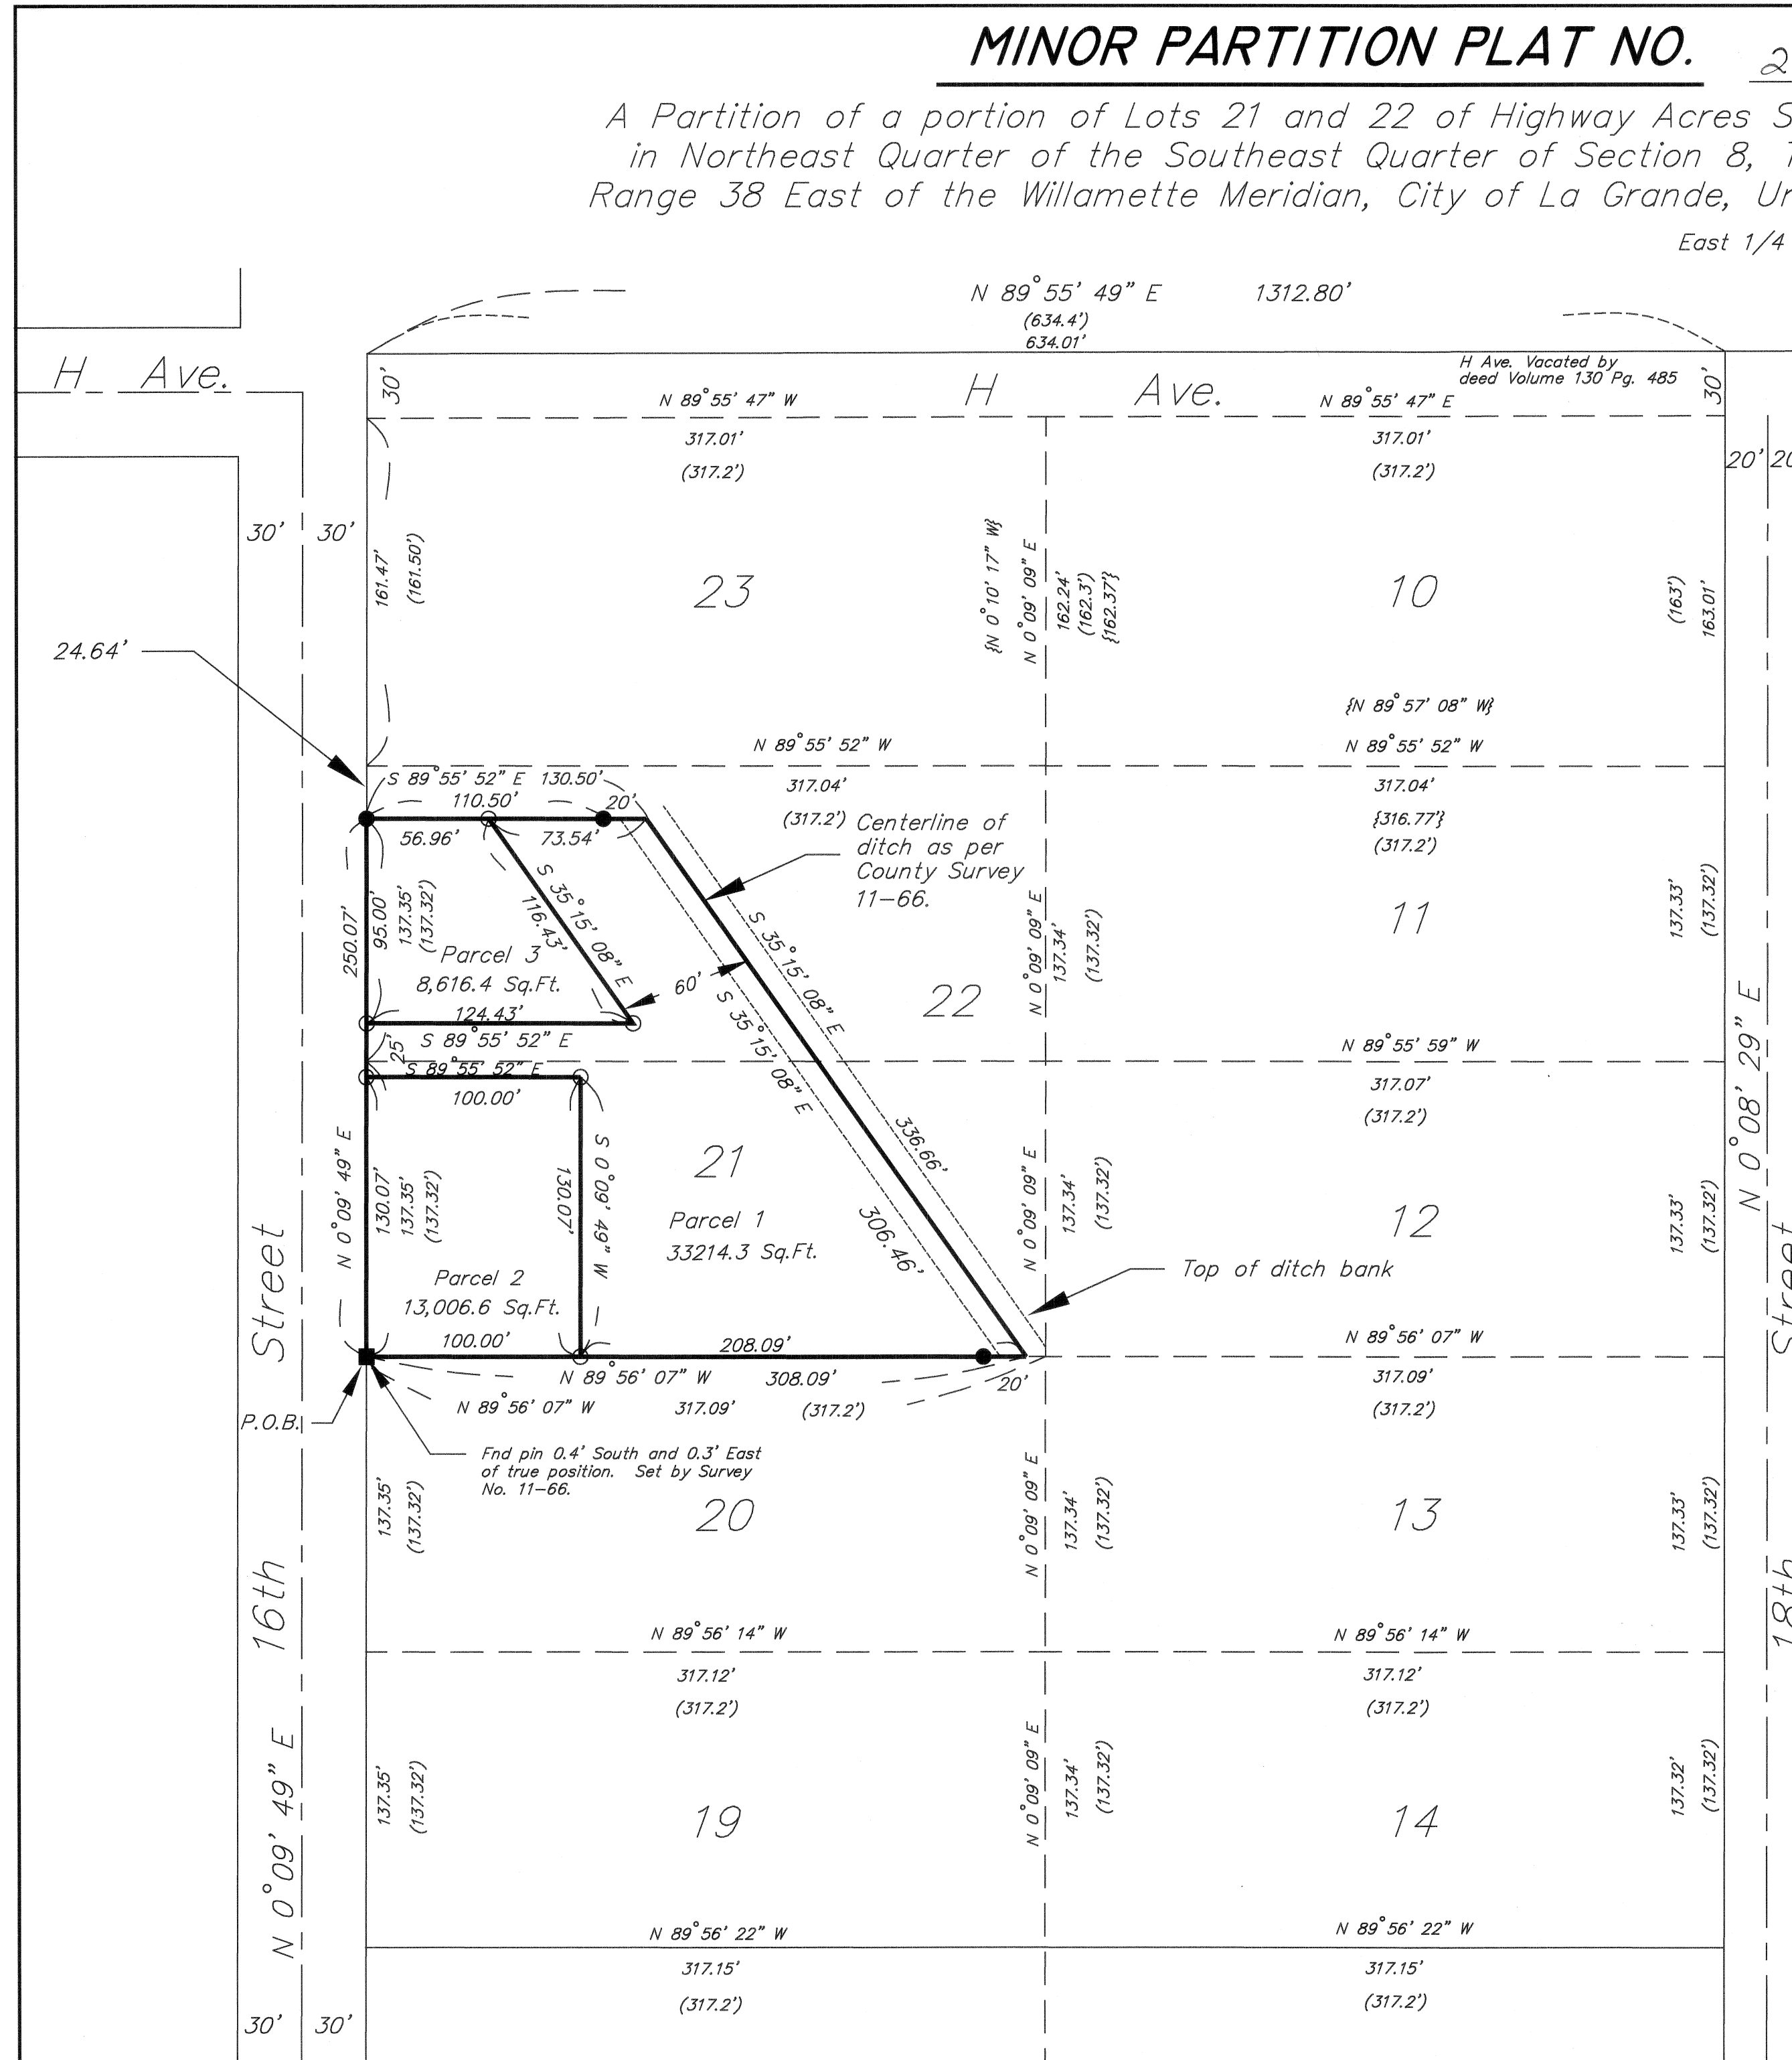 MINOR PARTITION PLAT NO. 2
A Partition of a portion of Lots 21 and 22 of Highway Acres S
in Northeast Quarter of the Southeast Quarter of Section 8,
Range 38 East of the Willamette Meridian, City of La Grande,
East 1/4
N 89°55' 49" E 1312.80'
(634.4')
634.01'
H Ave.
30'
N 89°55' 47" W
H Ave.
H Ave. Vacated by
deed Volume 130 Pg. 485
N 89°55' 47" E
30'
317.01'
(317.2')
317.01'
(317.2')
20'
30'
30'
161.47'
(161.50')
23
{N 0°10' 17" W}
N 0°09' 09" E
162.24'
(162.3')
{162.37'}
10
(163')
163.01'
24.64'
{N 89°57' 08" W}
N 89°55' 52" W
N 89°55' 52" W
S 89°55' 52" E 130.50'
110.50'
20'
56.96'
73.54'
317.04'
(317.2')
317.04'
{316.77'}
(317.2')
Centerline of
ditch as per
County Survey
11-66.
250.07'
95.00'
137.35'
(137.32')
S 35°15' 08" E
116.43'
Parcel 3
8,616.4 Sq.Ft.
124.43'
S 89°55' 52" E
60'
S 35°15' 08" E
S 35°15' 08" E
22
N 0°09' 09" E
137.34'
(137.32')
11
137.33'
(137.32')
N 0°08' 29" E
25'
S 89°55' 52" E
100.00'
N 89°55' 59" W
317.07'
(317.2')
N 0°09' 49" E
130.07'
137.35'
(137.32')
130.07'
S 0°09' 49" W
21
Parcel 1
33214.3 Sq.Ft.
336.66'
306.46'
N 0°09' 09" E
137.34'
(137.32')
12
137.33'
(137.32')
Parcel 2
13,006.6 Sq.Ft.
100.00'
208.09'
Top of ditch bank
N 89°56' 07" W 308.09'
20'
N 89°56' 07" W 317.09' (317.2')
N 89°56' 07" W
317.09'
(317.2')
P.O.B.
Fnd pin 0.4' South and 0.3' East
of true position. Set by Survey
No. 11-66.
16th Street
18th Street
137.35'
(137.32')
20
N 0°09' 09" E
137.34'
(137.32')
13
137.33'
(137.32')
N 89°56' 14" W
317.12'
(317.2')
N 89°56' 14" W
317.12'
(317.2')
N 0°09' 49" E
137.35'
(137.32')
19
N 0°09' 09" E
137.34'
(137.32')
14
137.32'
(137.32')
N 89°56' 22" W
317.15'
(317.2')
N 89°56' 22" W
317.15'
(317.2')
30'
30'